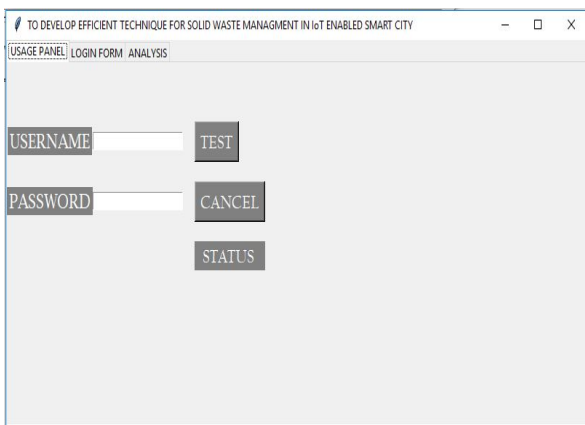 TO DEVELOP EFFICIENT TECHNIQUE FOR SOLID WASTE MANAGMENT IN IoT ENABLED SMART CITY
USAGE PANEL LOGIN FORM ANALYSIS
USERNAME TEST
PASSWORD CANCEL
STATUS